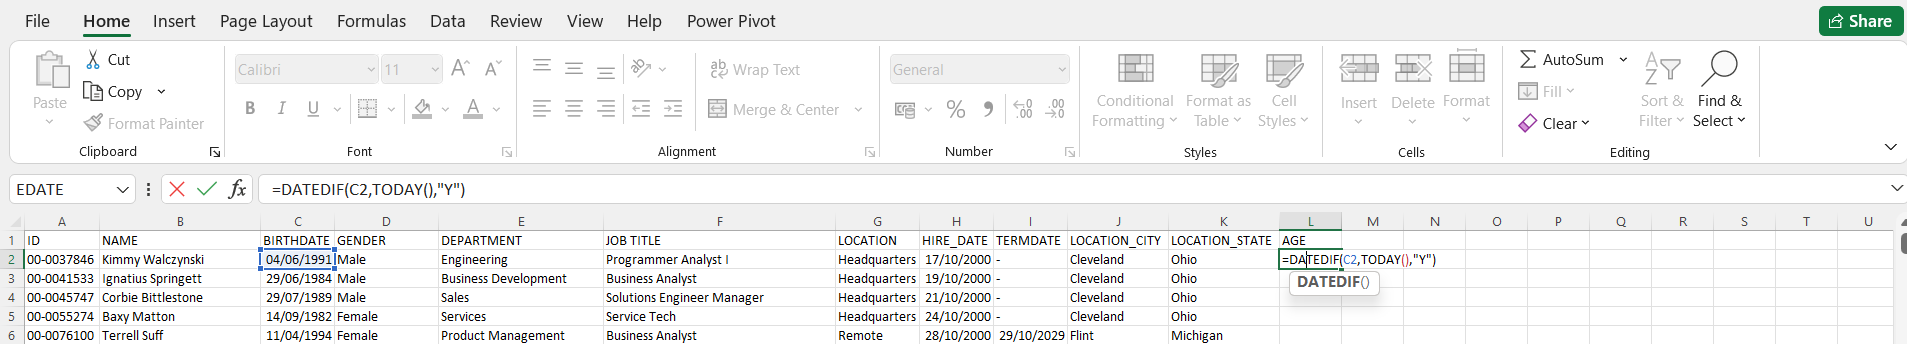 File Home Insert Page Layout Formulas Data Review View Help Power Pivot Share
Cut Calibri 11 A A ab Wrap Text General AutoSum A Z
Paste Copy Conditional Format as Cell Insert Delete Format Fill Sort & Find &
Format Painter B I U A Merge & Center % , .00 .00 Formatting Table Styles Clear Filter Select
Clipboard Font Alignment Number Styles Cells Editing
EDATE fx =DATEDIF(C2,TODAY(),"Y")
A B C D E F G H I J K L M N O P Q R S T U
1 ID NAME BIRTHDATE GENDER DEPARTMENT JOB TITLE LOCATION HIRE_DATE TERMDATE LOCATION_CITY LOCATION_STATE AGE
2 00-0037846 Kimmy Walczynski 04/06/1991 Male Engineering Programmer Analyst I Headquarters 17/10/2000 - Cleveland Ohio =DATEDIF(C2,TODAY(),"Y")
3 00-0041533 Ignatius Springett 29/06/1984 Male Business Development Business Analyst Headquarters 19/10/2000 - Cleveland Ohio DATEDIF()
4 00-0045747 Corbie Bittlestone 29/07/1989 Male Sales Solutions Engineer Manager Headquarters 21/10/2000 - Cleveland Ohio
5 00-0055274 Baxy Matton 14/09/1982 Female Services Service Tech Headquarters 24/10/2000 - Cleveland Ohio
6 00-0076100 Terrell Suff 11/04/1994 Female Product Management Business Analyst Remote 28/10/2000 29/10/2029 Flint Michigan